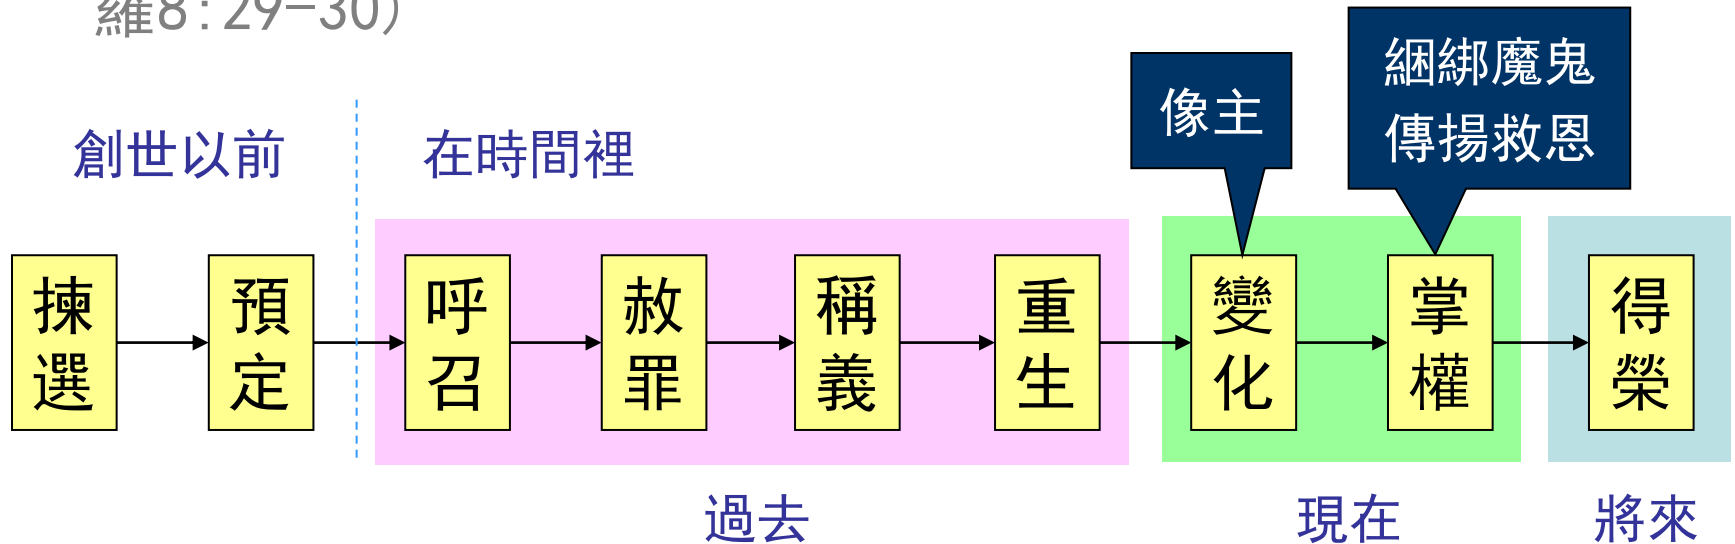 羅8:29-30)
像主
綑綁魔鬼
傳揚救恩
創世以前
在時間裡
揀選
預定
呼召
赦罪
稱義
重生
變化
掌權
得榮
過去
現在
將來